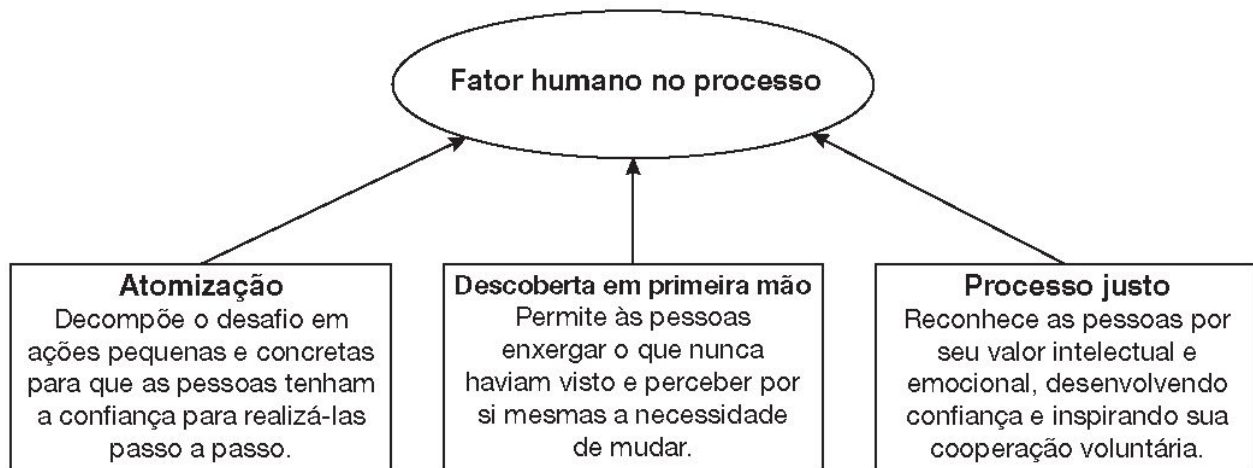 Fator humano no processo
Atomização
Decompõe o desafio em
ações pequenas e concretas
para que as pessoas tenham
a confiança para realizá-las
passo a passo.
Descoberta em primeira mão
Permite às pessoas
enxergar o que nunca
haviam visto e perceber por
si mesmas a necessidade
de mudar.
Processo justo
Reconhece as pessoas por
seu valor intelectual e
emocional, desenvolvendo
confiança e inspirando sua
cooperação voluntária.